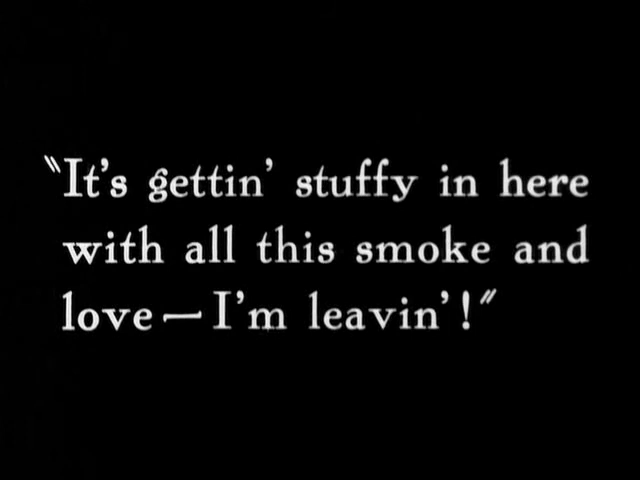 "It's gettin' stuffy in here
with all this smoke and
love—I'm leavin'!"